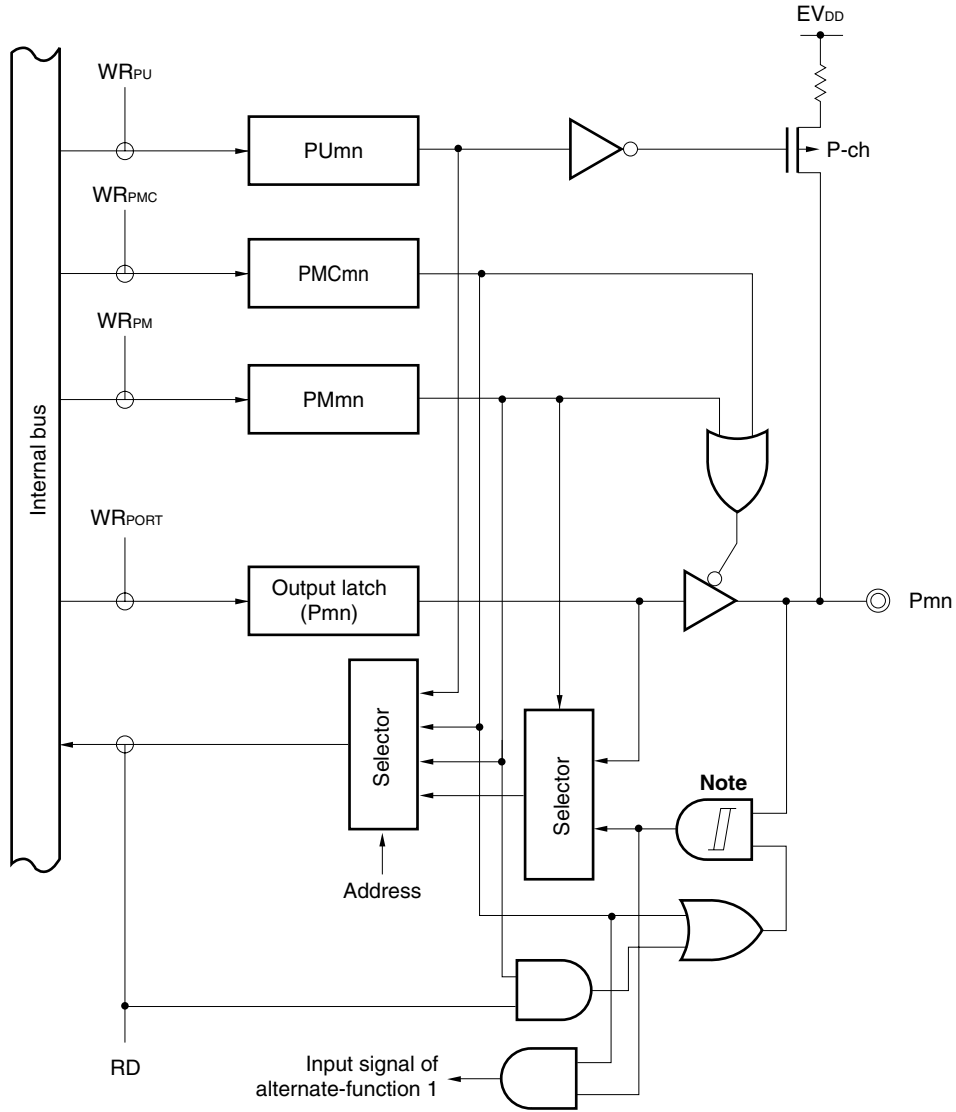 EVDD
WRPU
PUmn
P-ch
WRPMC
PMCmn
WRPM
PMmn
Internal bus
WRPORT
Output latch
(Pmn)
Pmn
Selector
Selector
Note
Address
RD
Input signal of
alternate-function 1